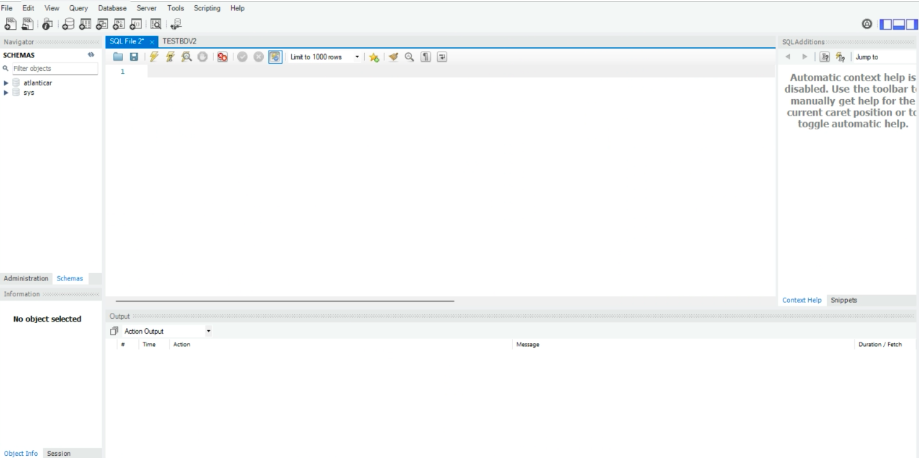 File Edit View Query Database Server Tools Scripting Help
Navigator
SCHEMAS
Filter objects
atlanticar
sys
Administration Schemas
Information
No object selected
Object Info Session
SQL File 2* × TESTBDV2
Limit to 1000 rows
1
Output
Action Output
# Time Action Message Duration / Fetch
SQLAdditions
Jump to
Automatic context help is
disabled. Use the toolbar t
manually get help for the
current caret position or to
toggle automatic help.
Context Help Snippets